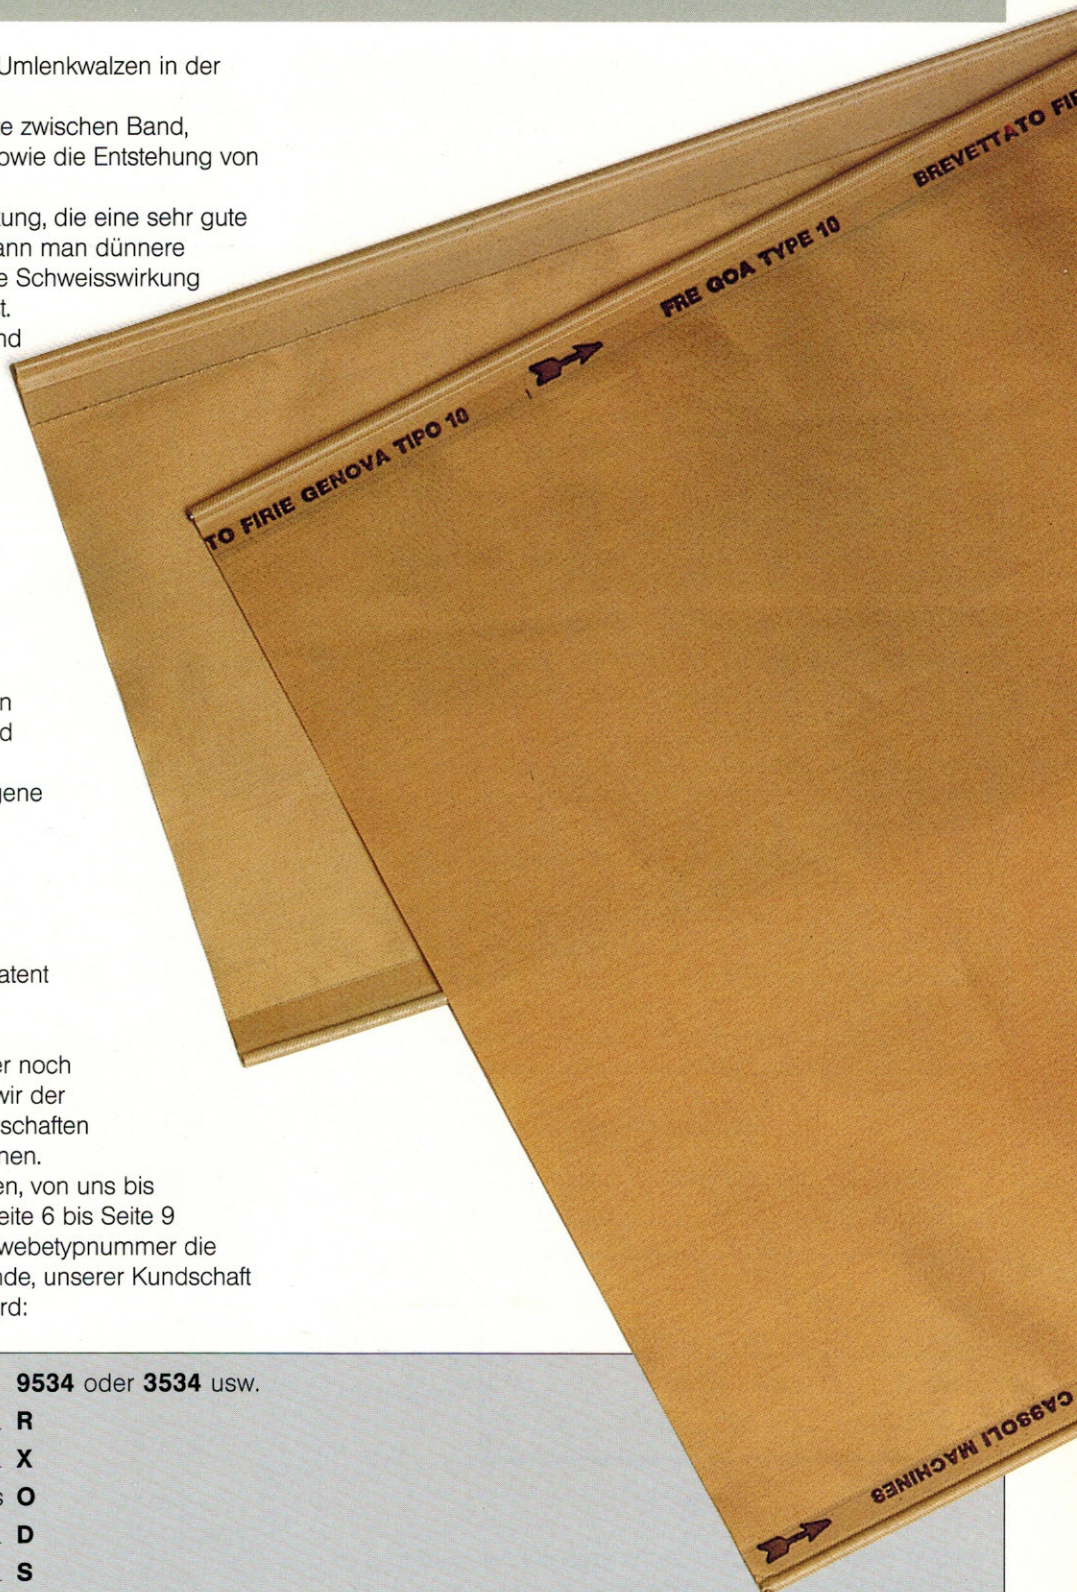 Umlenkwalzen in der
zwischen Band,
owie die Entstehung von
tung, die eine sehr gute
ann man dünnere
e Schweisswirkung
t.
nd
n
d
gene
atent
er noch
wir der
schaften
nen.
en, von uns bis
eite 6 bis Seite 9
webetypnummer die
nde, unserer Kundschaft
rd:
9534 oder 3534 usw.
R
X
s O
D
S
TO FIRIE GENOVA TIPO 10
FRE GOA TYPE 10
BREVETTATO FI
CASSOLI MACHINES